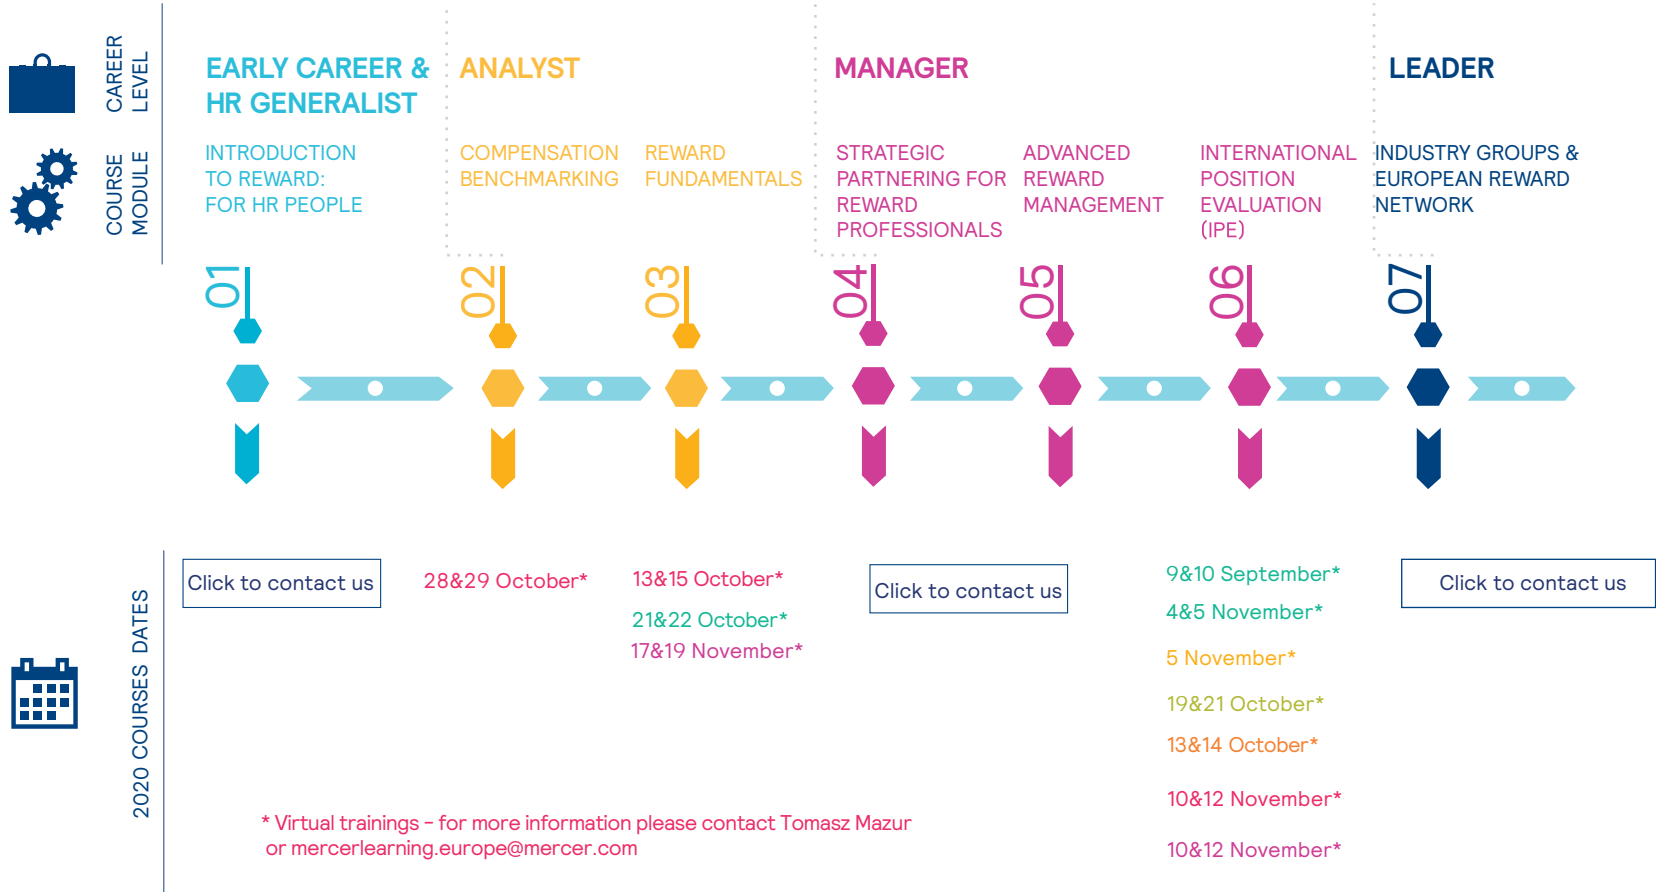 CAREER
LEVEL
EARLY CAREER &
HR GENERALIST
ANALYST
MANAGER
LEADER
COURSE
MODULE
INTRODUCTION
TO REWARD:
FOR HR PEOPLE
COMPENSATION
BENCHMARKING
REWARD
FUNDAMENTALS
STRATEGIC
PARTNERING FOR
REWARD
PROFESSIONALS
ADVANCED
REWARD
MANAGEMENT
INTERNATIONAL
POSITION
EVALUATION
(IPE)
INDUSTRY GROUPS &
EUROPEAN REWARD
NETWORK
01
02
03
04
05
06
07
2020 COURSES DATES
Click to contact us
28&29 October*
13&15 October*
21&22 October*
17&19 November*
Click to contact us
9&10 September*
4&5 November*
5 November*
19&21 October*
13&14 October*
10&12 November*
10&12 November*
Click to contact us
* Virtual trainings – for more information please contact Tomasz Mazur
or mercerlearning.europe@mercer.com